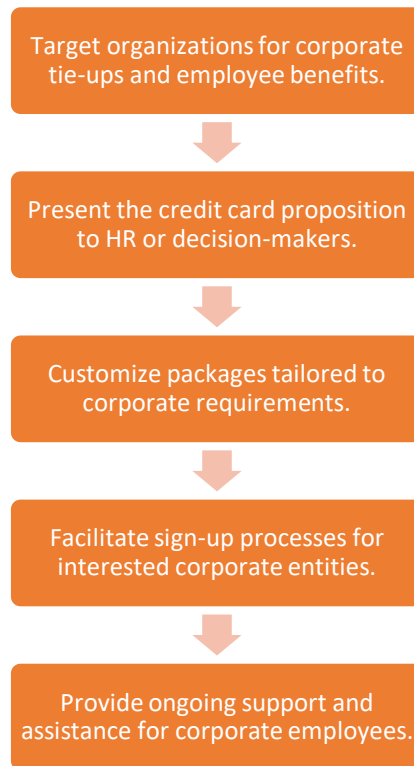 Target organizations for corporate
tie-ups and employee benefits.
Present the credit card proposition
to HR or decision-makers.
Customize packages tailored to
corporate requirements.
Facilitate sign-up processes for
interested corporate entities.
Provide ongoing support and
assistance for corporate employees.